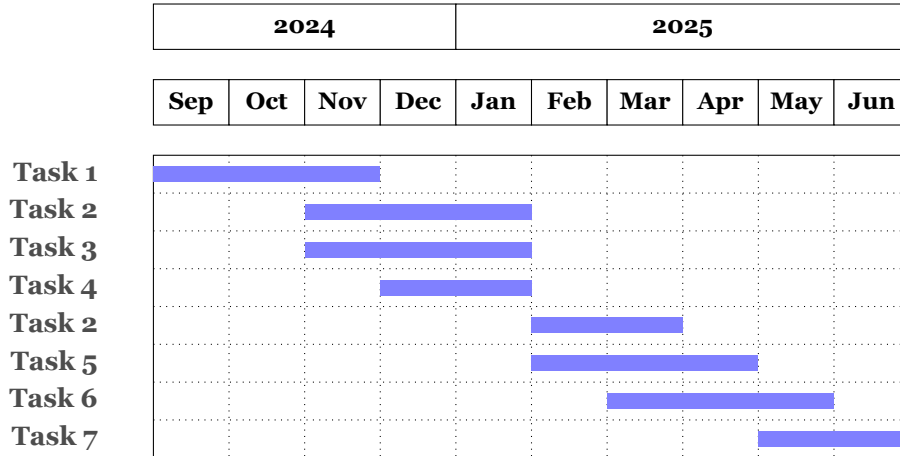 2024 2025
Sep Oct Nov Dec Jan Feb Mar Apr May Jun
Task 1
Task 2
Task 3
Task 4
Task 2
Task 5
Task 6
Task 7